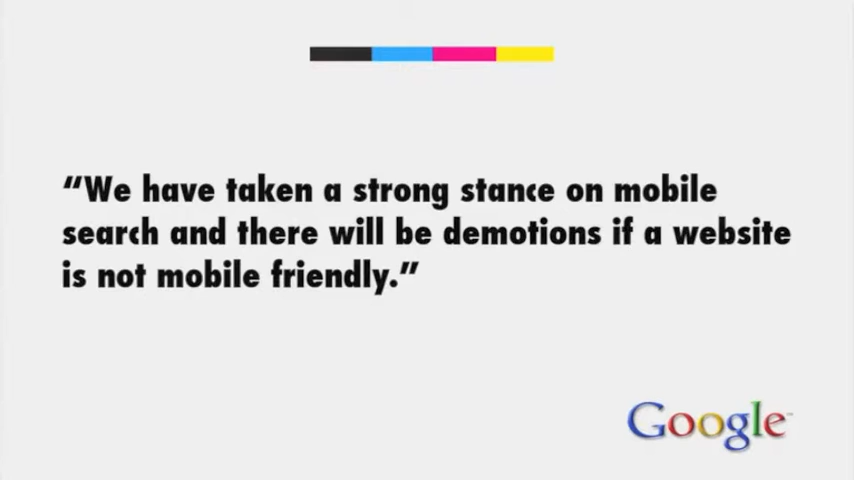 “We have taken a strong stance on mobile
search and there will be demotions if a website
is not mobile friendly.”
Google™